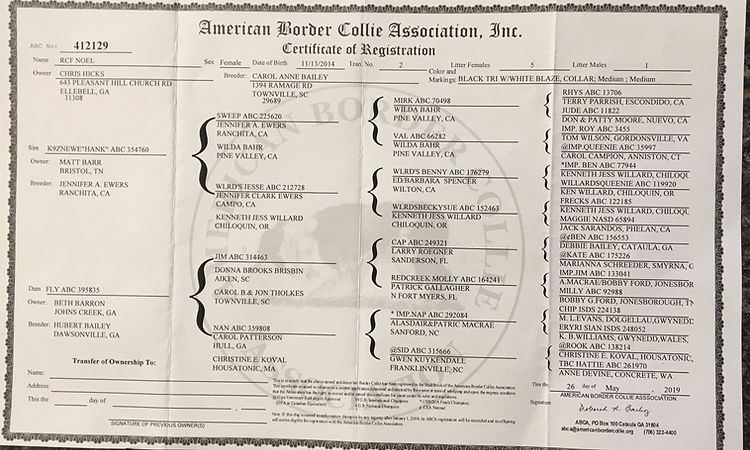 American Border Collie Association, Inc.
Certificate of Registration
ABC No: 412129
Name RCF NOEL Sex Female Date of Birth 11/13/2014 Tran. No. 2 Litter Females 5 Litter Males 1
Owner CHRIS HICKS
643 PLEASANT HILL CHURCH RD
ELLEBELL, GA
31308
Breeder: CAROL ANNE BAILEY
1394 RAMAGE RD
TOWNVILLE, SC
29689
Color and
Markings: BLACK TRI W/WHITE BLAZE, COLLAR; Medium ; Medium
Sire K9ZNEWE"HANK" ABC 354760
Owner: MATT BARR
BRISTOL, TN
Breeder: JENNIFER A. EWERS
RANCHITA, CA
Dam FLY ABC 395835
Owner: BETH BARRON
JOHNS CREEK, GA
Breeder: HUBERT BAILEY
DAWSONVILLE, GA
SWEEP ABC 225620
JENNIFER A. EWERS
RANCHITA, CA
WILDA BAHR
PINE VALLEY, CA
WLRD'S JESSE ABC 212728
JENNIFER CLARK EWERS
CAMPO, CA
KENNETH JESS WILLARD
CHILOQUIN, OR
JIM ABC 314463
DONNA BROOKS BRISBIN
AIKEN, SC
CAROL B & JON THOLKES
TOWNVILLE, SC
NAN ABC 359808
CAROL PATTERSON
HULL, GA
CHRISTINE E. KOVAL
HOUSATONIC, MA
MIRK ABC 70498
WILDA BAHR
PINE VALLEY, CA
VAL ABC 66282
WILDA BAHR
PINE VALLEY, CA
WLRD'S BENNY ABC 176279
ED/BARBARA SPENCER
WILTON, CA
WLRDSBECKYSUE ABC 152463
KENNETH JESS WILLARD
CHILOQUIN, OR
CAP ABC 249321
LARRY ROEGNER
SANDERSON, FL
REDCREEK MOLLY ABC 164241
PATRICK GALLAGHER
N FORT MYERS, FL
* IMP.NAP ABC 292084
ALASDAIR&PATRIC MACRAE
SANFORD, NC
@SID ABC 315666
GWEN KUYKENDALE
FRANKLINVILLE, NC
RHYS ABC 13706
TERRY PARRISH, ESCONDIDO, CA
JUDE ABC 11822
DON & PATTY MOORE, NUEVO, CA
IMP. ROY ABC 3455
TOM WILSON, GORDONSVILLE, VA
@IMP.QUEENIE ABC 35997
CAROL CAMPION, ANNISTON, CT
*IMP. BEN ABC 77944
KENNETH JESS WILLARD, CHILOQU
WILLARDSQUEENIE ABC 119920
KEN WILLARD, CHILOQUIN, OR
FRECKS ABC 122185
KENNETH JESS WILLARD, CHILOQU
MAGGIE NASD 65894
JACK SARANDOS, PHELAN, CA
@¢BEN ABC 156553
DEBBIE BAILEY, CATAULA, GA
@KATE ABC 175226
MARIANNA SCHREEDER, SMYRNA, G
IMP.JIM ABC 133041
A.MACRAE/BOBBY FORD, JONESBOR
MILLY ABC 92988
BOBBY G.FORD, JONESBOROUGH, TN
CHIP ISDS 224138
M. L. EVANS, DOLGELLAU, GWYNEDD
ERYRI SIAN ISDS 248052
K. B.WILLIAMS, GWYNEDD,WALES,
@ROOK ABC 138214
CHRISTINE E. KOVAL, HOUSATONIC,
TBC HATTIE ABC 261970
ANNE DEVINE, CONCRETE, WA
Transfer of Ownership To:
Name:
Address:
This the day of
SIGNATURE OF PREVIOUS OWNER(S)
This the 26 day of May , 2019
AMERICAN BORDER COLLIE ASSSOCIATION
Signature Deborah K Bailey
ABCA, PO Box 100 Cataula GA 31804
abca@americanbordercollie.org (706) 322-4400